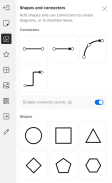 Shapes and connectors
Add shapes and use connectors to create
diagrams, or to illustrate ideas.
Connectors
Enable connector points
Shapes